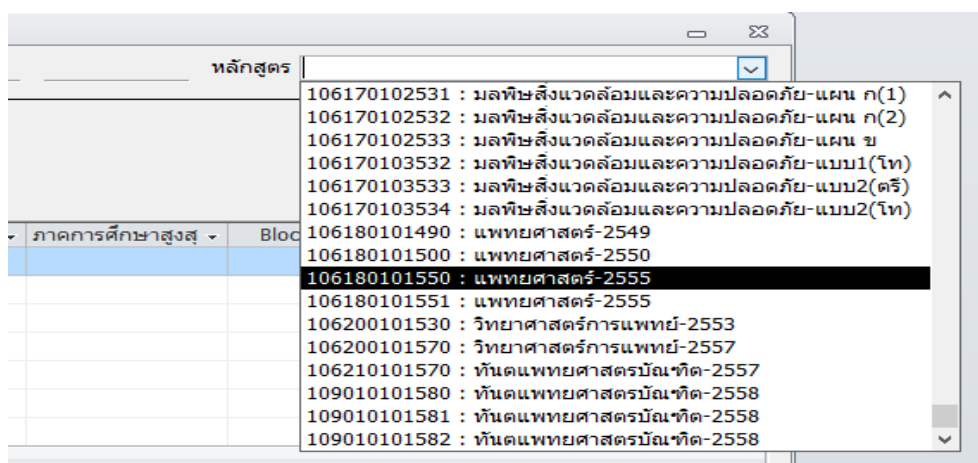 หลักสูตร
106170102531 : มลพิษสิ่งแวดล้อมและความปลอดภัย-แผน ก(1)
106170102532 : มลพิษสิ่งแวดล้อมและความปลอดภัย-แผน ก(2)
106170102533 : มลพิษสิ่งแวดล้อมและความปลอดภัย-แผน ข
106170103532 : มลพิษสิ่งแวดล้อมและความปลอดภัย-แบบ1(โท)
106170103533 : มลพิษสิ่งแวดล้อมและความปลอดภัย-แบบ2(ตรี)
106170103534 : มลพิษสิ่งแวดล้อมและความปลอดภัย-แบบ2(โท)
ภาคการศึกษาสูงสุ Bloc
106180101490 : แพทยศาสตร์-2549
106180101500 : แพทยศาสตร์-2550
106180101550 : แพทยศาสตร์-2555
106180101551 : แพทยศาสตร์-2555
106200101530 : วิทยาศาสตร์การแพทย์-2553
106200101570 : วิทยาศาสตร์การแพทย์-2557
106210101570 : ทันตแพทยศาสตรบัณฑิต-2557
109010101580 : ทันตแพทยศาสตรบัณฑิต-2558
109010101581 : ทันตแพทยศาสตรบัณฑิต-2558
109010101582 : ทันตแพทยศาสตรบัณฑิต-2558